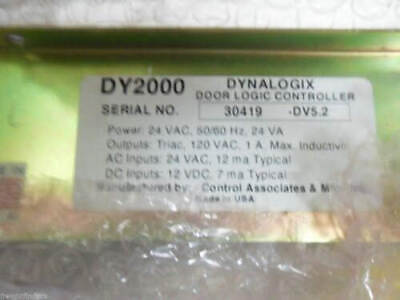 DY2000 DYNALOGIX
DOOR LOGIC CONTROLLER
SERIAL NO. 30419 -DV5.2
Power: 24 VAC, 50/60 Hz, 24 VA
Outputs: Triac, 120 VAC, 1 A. Max. Inductive
AC Inputs: 24 VAC, 12 ma Typical
DC Inputs: 12 VDC, 7 ma Typical
Manufactured by: Control Associates &
Made in USA